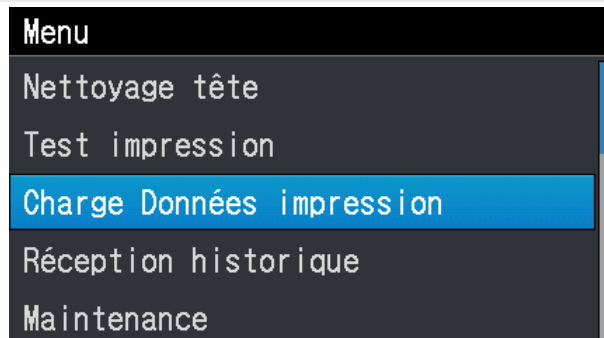 Menu
Nettoyage tête
Test impression
Charge Données impression
Réception historique
Maintenance